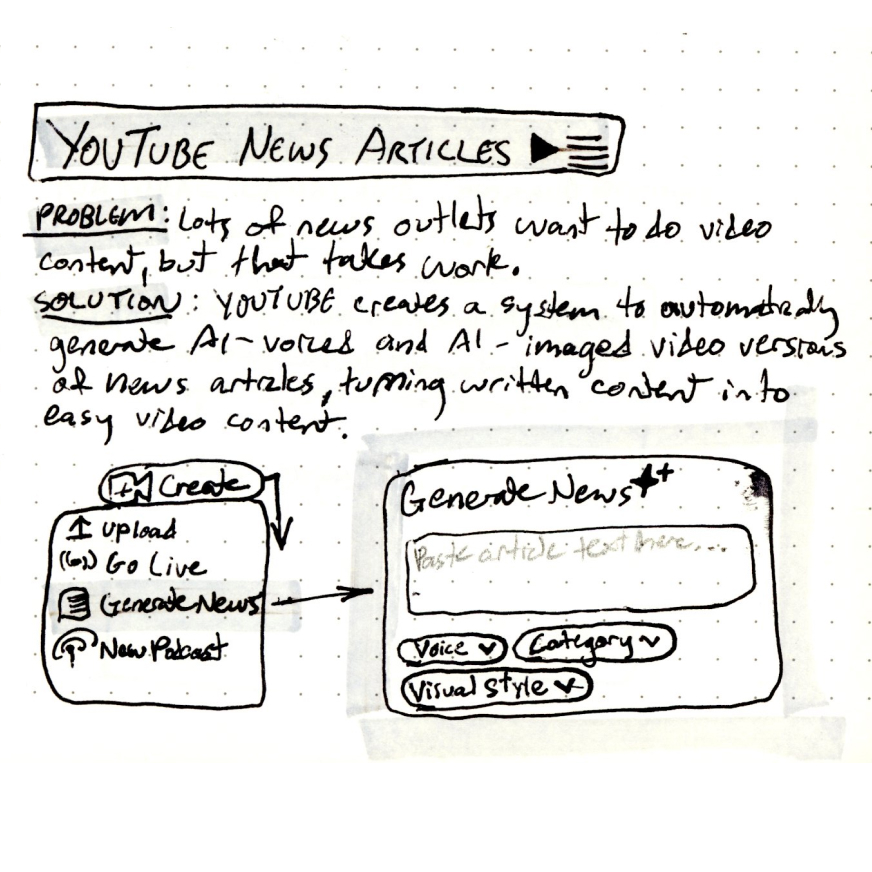 YOUTUBE NEWS ARTICLES
PROBLEM: Lots of news outlets want to do video
content, but that takes work.
SOLUTION: YOUTUBE creates a system to automatically
generate AI-voiced and AI-imaged video versions
of news articles, turning written content into
easy video content.
Create
Upload
Go Live
Generate News
New Podcast
Generate News
Paste article text here...
Voice
Category
Visual Style